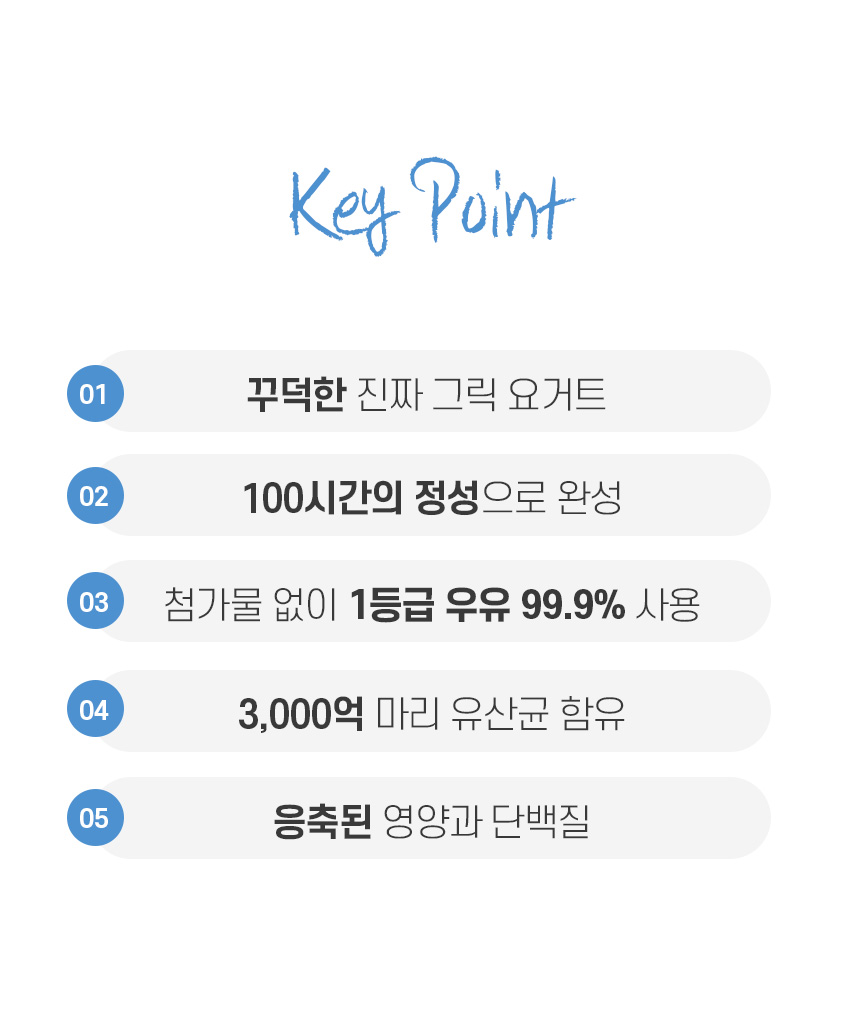 Key Point
01 꾸덕한 진짜 그릭 요거트
02 100시간의 정성으로 완성
03 첨가물 없이 1등급 우유 99.9% 사용
04 3,000억 마리 유산균 함유
05 응축된 영양과 단백질